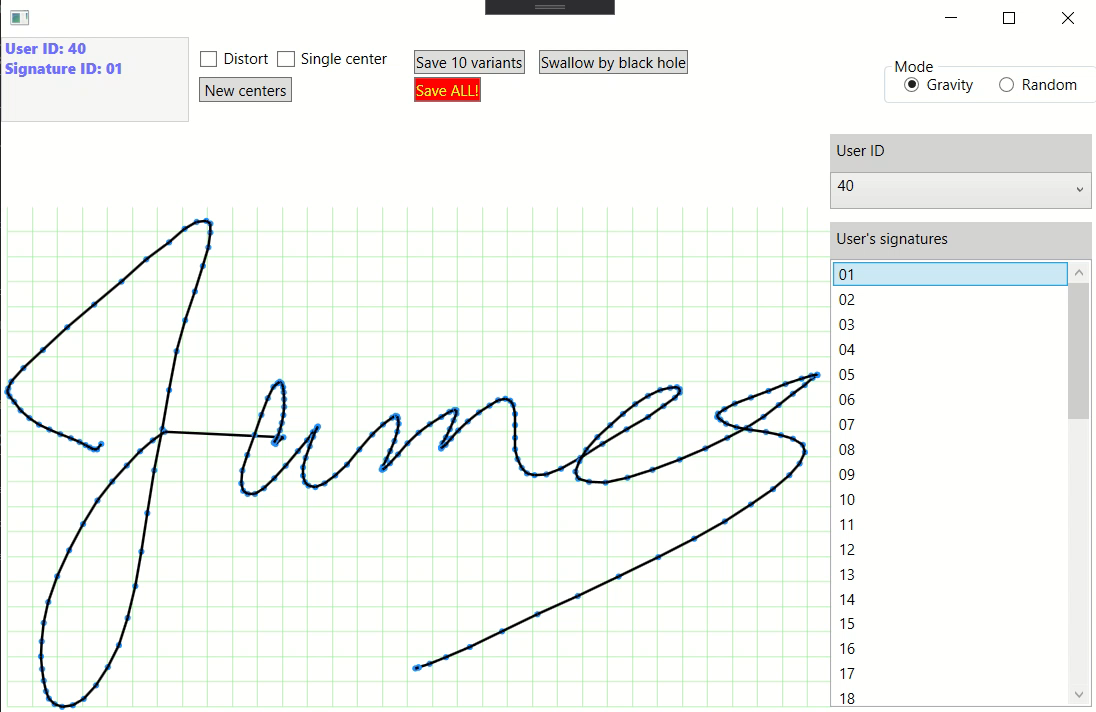 User ID: 40
Signature ID: 01
Distort
Single center
New centers
Save 10 variants
Swallow by black hole
Save ALL!
Mode
Gravity
Random
User ID
40
User's signatures
01
02
03
04
05
06
07
08
09
10
11
12
13
14
15
16
17
18
James